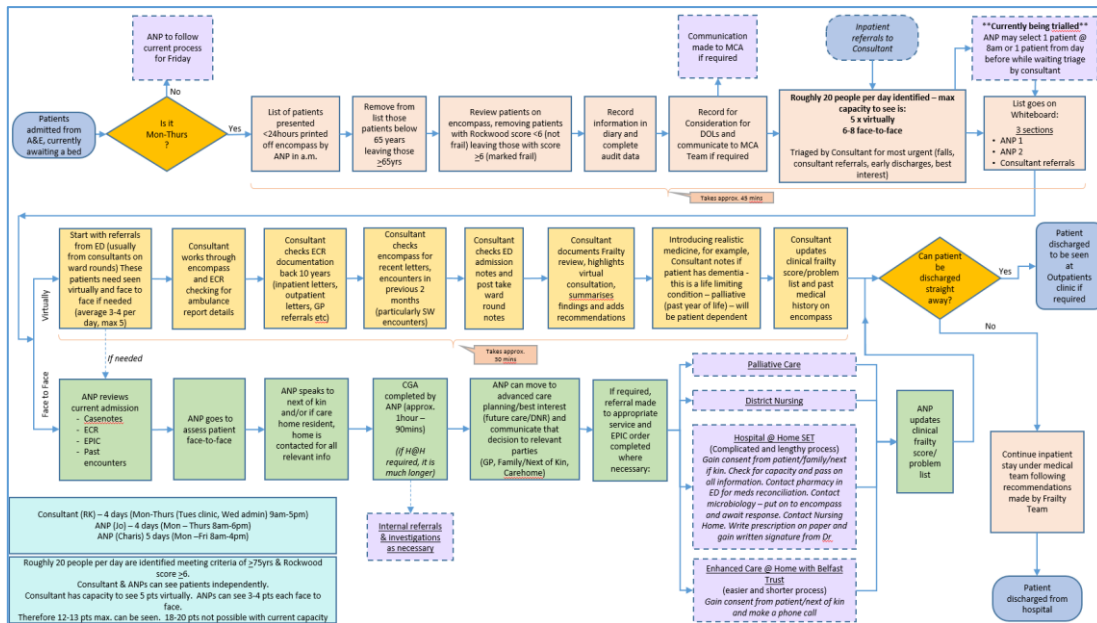 ANP to follow
current process
for Friday
No
Patients
admitted from
A&E, currently
awaiting a bed
Is it
Mon-Thurs
?
Yes
List of patients
presented
<24hours printed
off encompass by
ANP in a.m.
Remove from
list those
patients below
65 years
leaving those
≥65yrs
Review patients on
encompass, removing patients
with Rockwood score <6 (not
frail) leaving those with score
≥6 (marked frail)
Record
information in
diary and
complete
audit data
Communication
made to MCA
if required
Record for
Consideration for
DOLs and
communicate to MCA
Team if required
Inpatient
referrals to
Consultant
Roughly 20 people per day identified – max
capacity to see is:
5 x virtually
6-8 face-to-face
Triaged by Consultant for most urgent (falls,
consultant referrals, early discharges, best
interest)
**Currently being trialled**
ANP may select 1 patient @
8am or 1 patient from day
before while waiting triage
by consultant
List goes on
Whiteboard:
3 sections
• ANP 1
• ANP 2
• Consultant referrals
Takes approx. 45 mins
Virtually
Start with referrals
from ED (usually
from consultants on
ward rounds) These
patients need seen
virtually and face to
face if needed
(average 3-4 per
day, max 5)
Consultant
works through
encompass
and ECR
checking for
ambulance
report details
Consultant
checks ECR
documentation
back 10 years
(inpatient letters,
outpatient
letters, GP
referrals etc)
Consultant
checks
encompass for
recent letters,
encounters in
previous 2
months
(particularly SW
encounters)
Consultant
checks ED
admission
notes and
post take
ward round
notes
Consultant
documents Frailty
review, highlights
virtual
consultation,
summarises
findings and adds
recommendations
Introducing realistic
medicine, for example,
Consultant notes if
patient has dementia -
this is a life limiting
condition – palliative
(past year of life) – will
be patient dependent
Consultant
updates
clinical frailty
score/problem
list and past
medical
history on
encompass
Can patient
be
discharged
straight
away?
Yes
Patient
discharged
to be seen
at
Outpatients
clinic if
required
No
Takes approx.
30 mins
If needed
Face to Face
ANP reviews
current admission
- Casenotes
- ECR
- EPIC
- Past
encounters
ANP goes to
assess patient
face-to-face
ANP speaks to
next of kin
and/or if care
home resident,
home is
contacted for all
relevant info
CGA
completed
by ANP
(approx.
1hour –
90mins)
(if H@H
required, it is
much longer)
Internal referrals
& investigations
as necessary
ANP can move to
advanced care
planning/best interest
(future care/DNR) and
communicate that
decision to relevant
parties
(GP, Family/Next of Kin,
Carehome)
If required,
referral made to
appropriate
service and
EPIC order
completed
where
necessary:
Palliative Care
District Nursing
Hospital @ Home SET
(Complicated and lengthy process)
Gain consent from patient/family/next
if kin. Check for capacity and pass on
all information. Contact pharmacy in
ED for meds reconciliation. Contact
microbiology – put on to encompass
and await response. Contact Nursing
Home. Write prescription on paper and
gain written signature from Dr
Enhanced Care @ Home with Belfast
Trust
(easier and shorter process)
Gain consent from patient/next of kin
and make a phone call
ANP
updates
clinical
frailty
score/
problem
list
Continue inpatient
stay under medical
team following
recommendations
made by Frailty
Team
Patient
discharged from
hospital
Consultant (RK) – 4 days (Mon-Thurs (Tues clinic, Wed admin) 9am-5pm)
ANP (Jo) – 4 days (Mon – Thurs 8am-6pm)
ANP (Charis) 5 days (Mon –Fri 8am-4pm)
Roughly 20 people per day are identified meeting criteria of ≥75yrs & Rockwood
score ≥6.
Consultant & ANPs can see patients independently.
Consultant has capacity to see 5 pts virtually. ANPs can see 3-4 pts each face to
face.
Therefore 12-13 pts max. can be seen. 18-20 pts not possible with current capacity